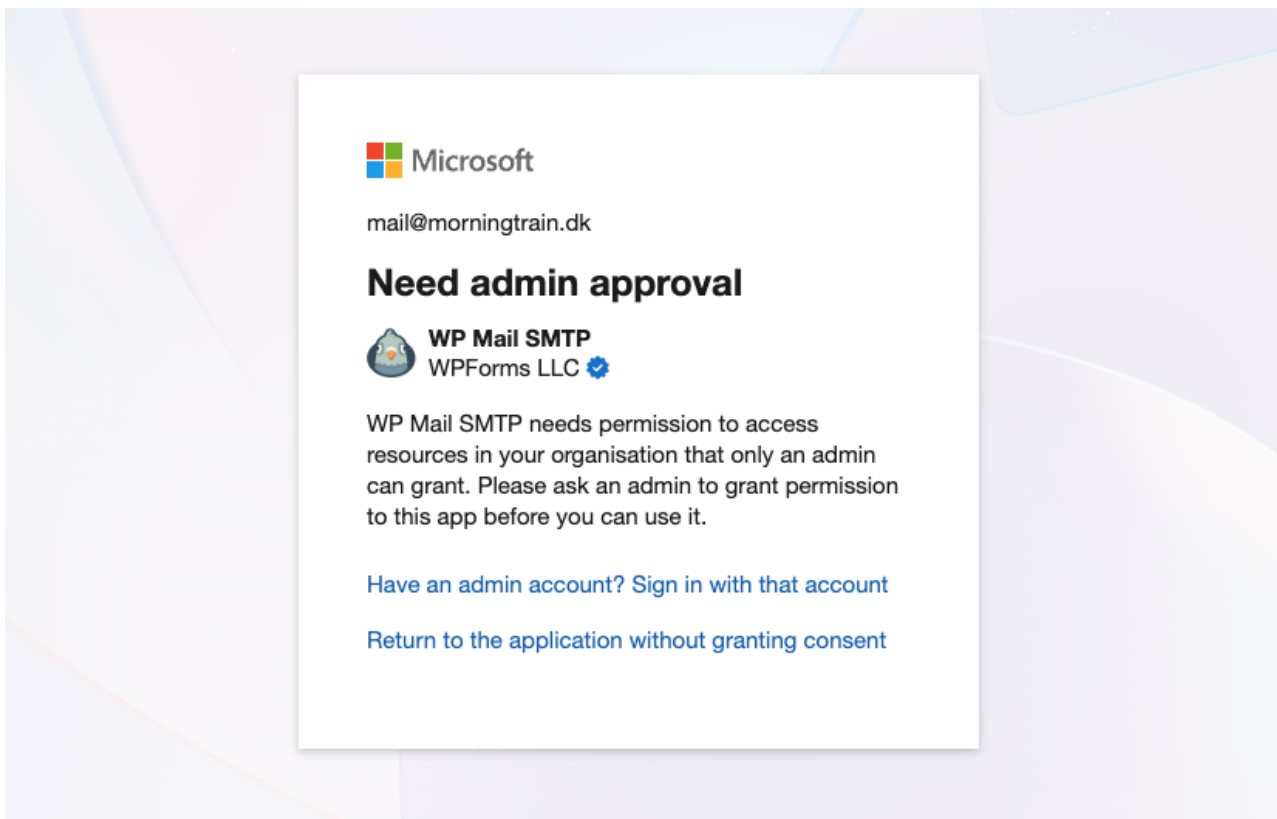 Microsoft
mail@morningtrain.dk
Need admin approval
WP Mail SMTP
WPForms LLC
WP Mail SMTP needs permission to access
resources in your organisation that only an admin
can grant. Please ask an admin to grant permission
to this app before you can use it.
Have an admin account? Sign in with that account
Return to the application without granting consent